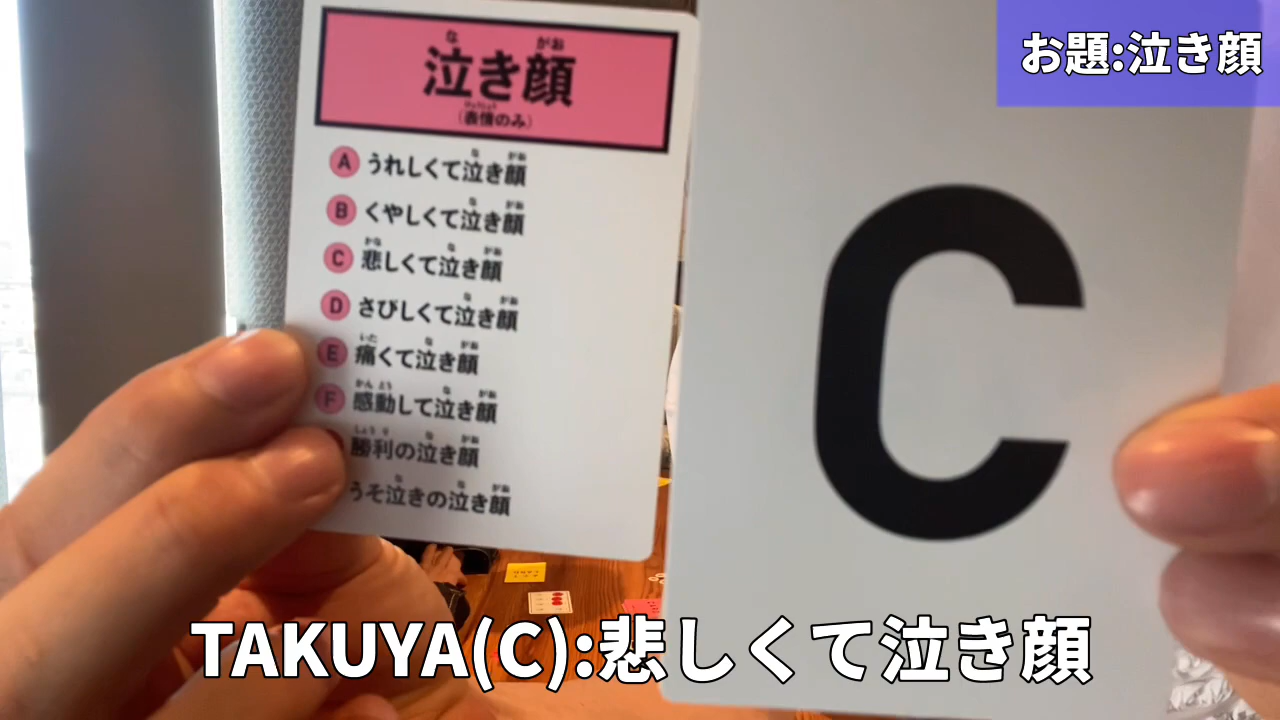 お題:泣き顔
泣き顔
(表情のみ)
A うれしくて泣き顔
B くやしくて泣き顔
C 悲しくて泣き顔
D さびしくて泣き顔
E 痛くて泣き顔
F 感動して泣き顔
勝利の泣き顔
うそ泣きの泣き顔
C
TAKUYA(C):悲しくて泣き顔